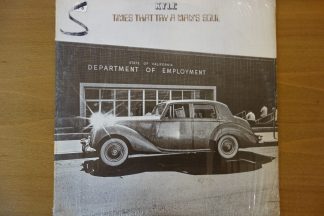 KYLE
TIMES THAT TRY A MAN'S SOUL
STATE OF CALIFORNIA
DEPARTMENT OF EMPLOYMENT